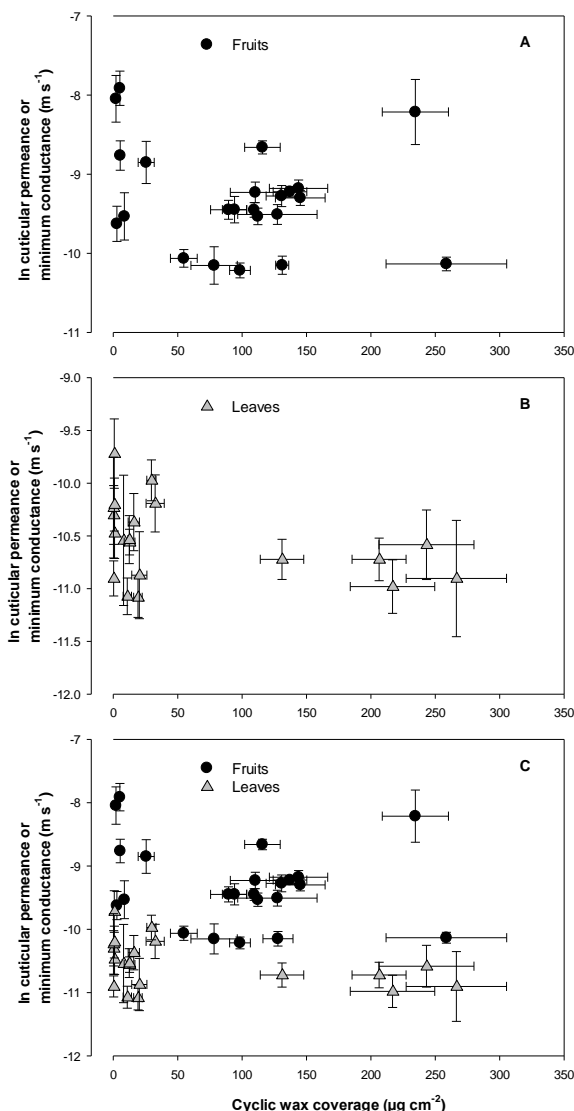 -7
Fruits
A
-8
-9
-10
-11
ln cuticular permeance or
minimum conductance (m s-1)
0 50 100 150 200 250 300 350
-9.0
Leaves
B
-9.5
-10.0
-10.5
-11.0
-11.5
-12.0
ln cuticular permeance or
minimum conductance (m s-1)
0 50 100 150 200 250 300 350
-7
Fruits
C
Leaves
-8
-9
-10
-11
-12
ln cuticular permeance or
minimum conductance (m s-1)
0 50 100 150 200 250 300 350
Cyclic wax coverage (µg cm-2)